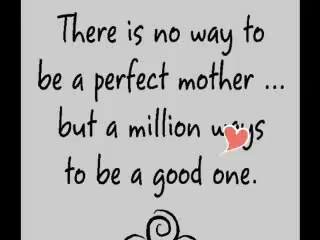 There is no way to
be a perfect mother ...
but a million ways
to be a good one.